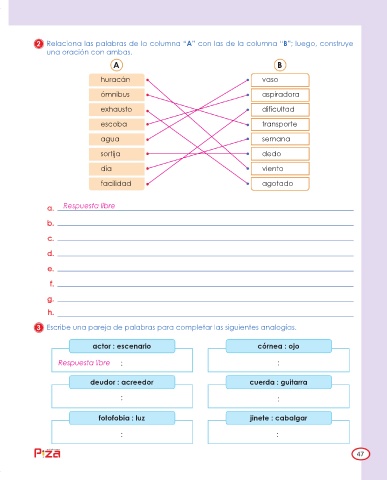 2 Relaciona las palabras de la columna "A" con las de la columna "B"; luego, construye
una oración con ambas.
A B
huracán vaso
ómnibus aspiradora
exhausto dificultad
escoba transporte
agua semana
sortija dedo
día viento
facilidad agotado
a. Respuesta libre
b.
c.
d.
e.
f.
g.
h.
3 Escribe una pareja de palabras para completar las siguientes analogías.
actor : escenario córnea : ojo
Respuesta libre : :
deudor : acreedor cuerda : guitarra
: :
fotofobia : luz jinete : cabalgar
: :
Piza 47